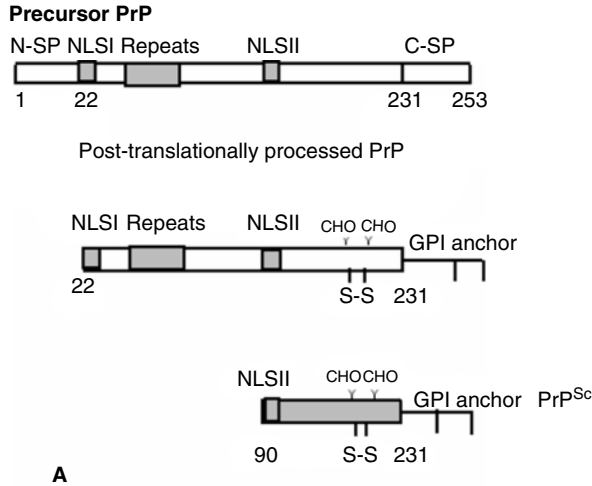 Precursor PrP
N-SP NLSI Repeats NLSII C-SP
1 22 231 253
Post-translationally processed PrP
NLSI Repeats NLSII CHO CHO
GPI anchor
22 S-S 231
NLSII CHO CHO
GPI anchor PrPSc
90 S-S 231
A